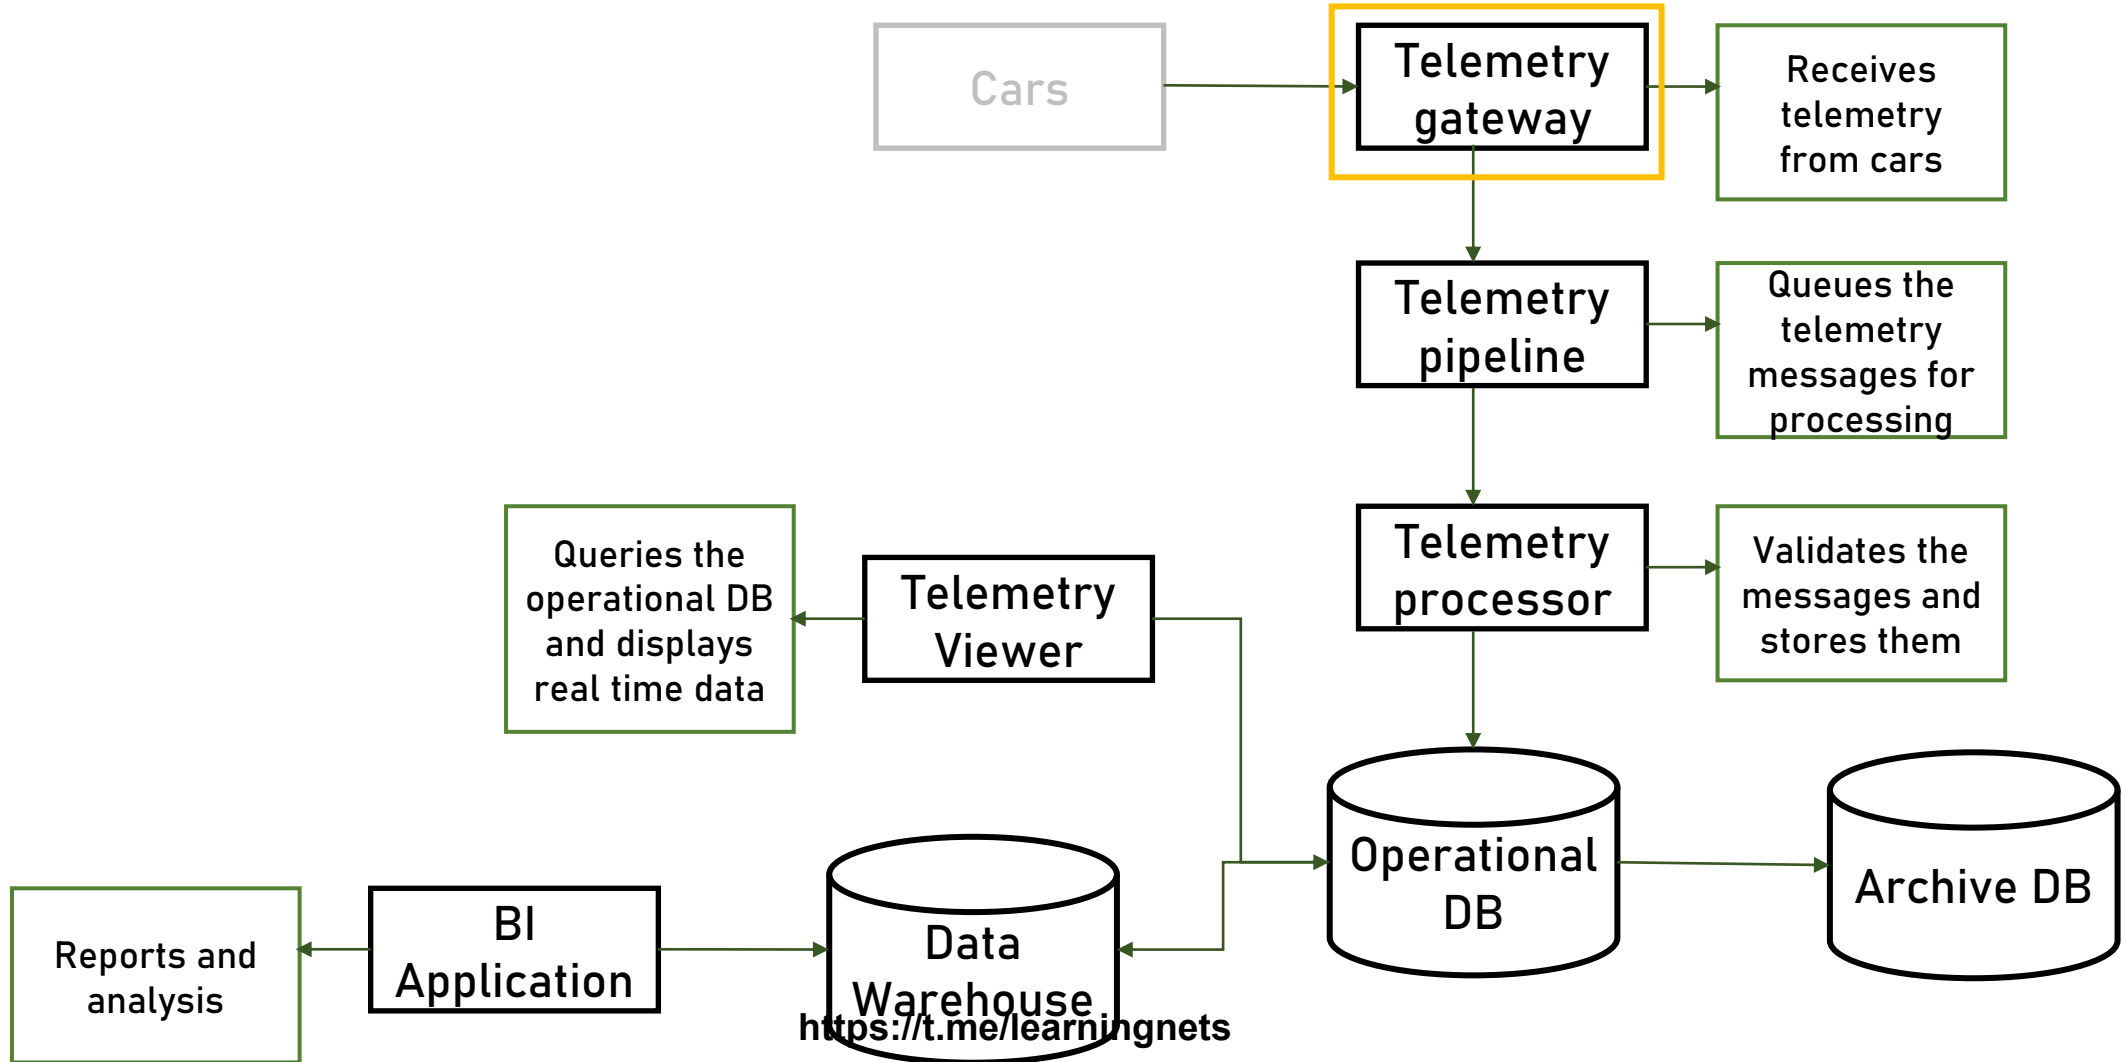 Cars
Telemetry
gateway
Receives
telemetry
from cars
Telemetry
pipeline
Queues the
telemetry
messages for
processing
Telemetry
processor
Validates the
messages and
stores them
Queries the
operational DB
and displays
real time data
Telemetry
Viewer
Operational
DB
Archive DB
Reports and
analysis
BI
Application
Data
Warehouse
https://t.me/learningnets